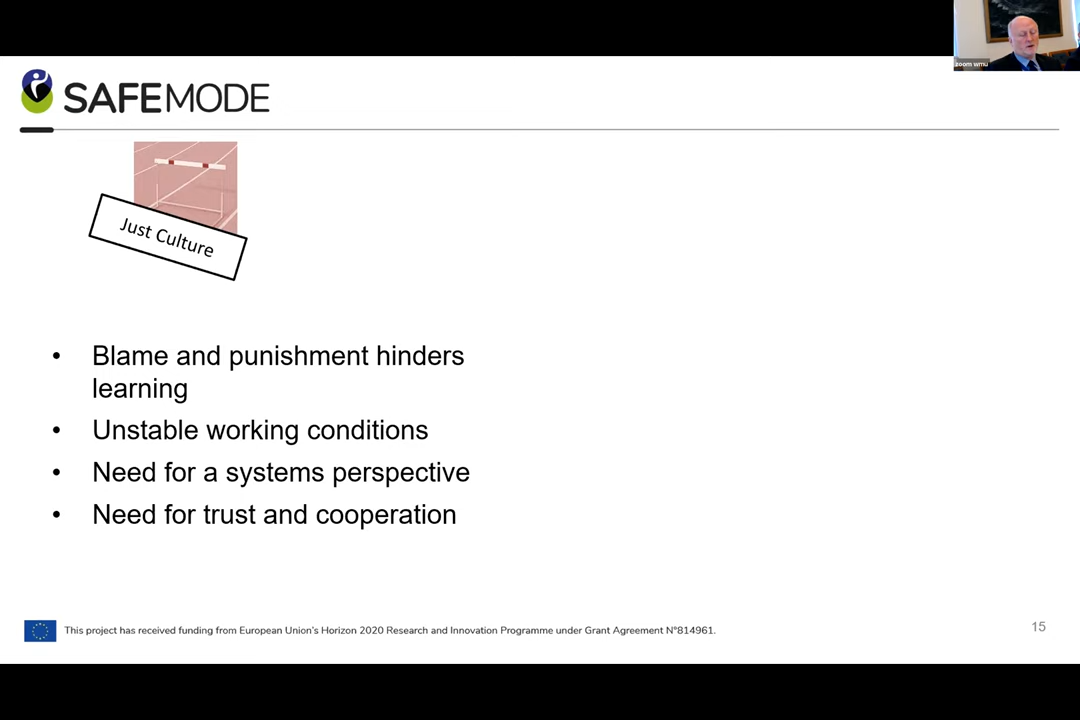 zoom wmu
SAFEMODE
Just Culture
• Blame and punishment hinders
learning
• Unstable working conditions
• Need for a systems perspective
• Need for trust and cooperation
This project has received funding from European Union's Horizon 2020 Research and Innovation Programme under Grant Agreement N°814961.
15